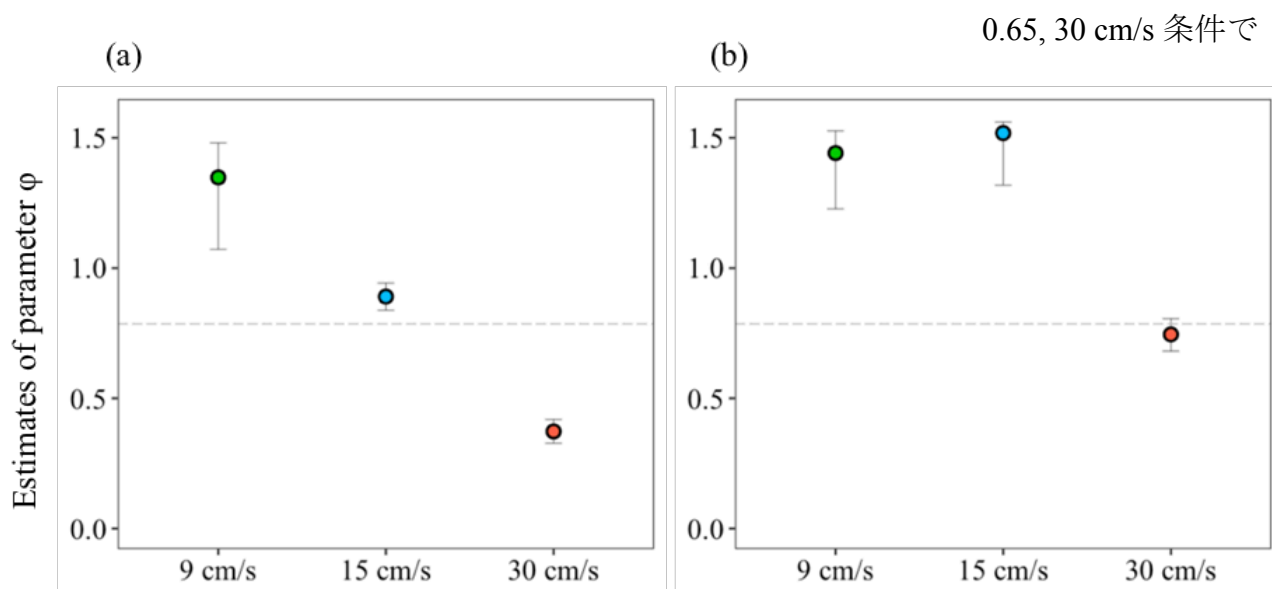 0.65, 30 cm/s 条件で
(a)
(b)
Estimates of parameter φ
1.5
1.0
0.5
0.0
9 cm/s 15 cm/s 30 cm/s
1.5
1.0
0.5
0.0
9 cm/s 15 cm/s 30 cm/s